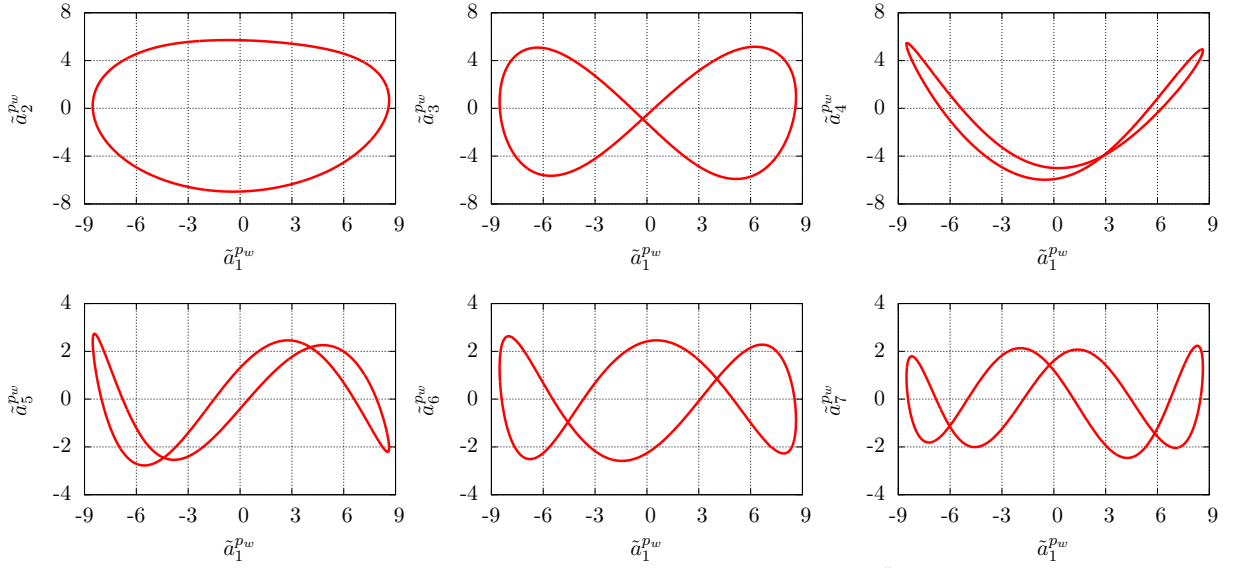 8 8 8
4 4 4
0 0 0
-4 -4 -4
-8 -8 -8
ã₂^{p_w} ã₃^{p_w} ã₄^{p_w}
-9 -6 -3 0 3 6 9 -9 -6 -3 0 3 6 9 -9 -6 -3 0 3 6 9
ã₁^{p_w} ã₁^{p_w} ã₁^{p_w}
4 4 4
2 2 2
0 0 0
-2 -2 -2
-4 -4 -4
ã₅^{p_w} ã₆^{p_w} ã₇^{p_w}
-9 -6 -3 0 3 6 9 -9 -6 -3 0 3 6 9 -9 -6 -3 0 3 6 9
ã₁^{p_w} ã₁^{p_w} ã₁^{p_w}